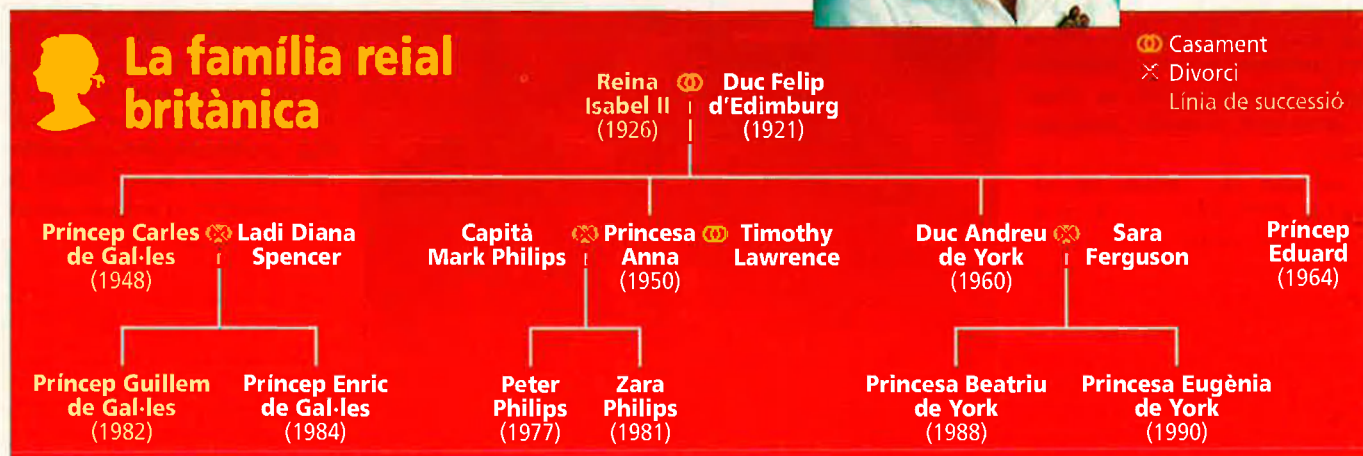 La família reial
britànica
Casament
Divorci
Línia de successió
Reina
Isabel II
(1926)
Duc Felip
d'Edimburg
(1921)
Príncep Carles
de Gal·les
(1948)
Ladi Diana
Spencer
Capità
Mark Philips
Princesa
Anna
(1950)
Timothy
Lawrence
Duc Andreu
de York
(1960)
Sara
Ferguson
Príncep
Eduard
(1964)
Príncep Guillem
de Gal·les
(1982)
Príncep Enric
de Gal·les
(1984)
Peter
Philips
(1977)
Zara
Philips
(1981)
Princesa Beatriu
de York
(1988)
Princesa Eugènia
de York
(1990)